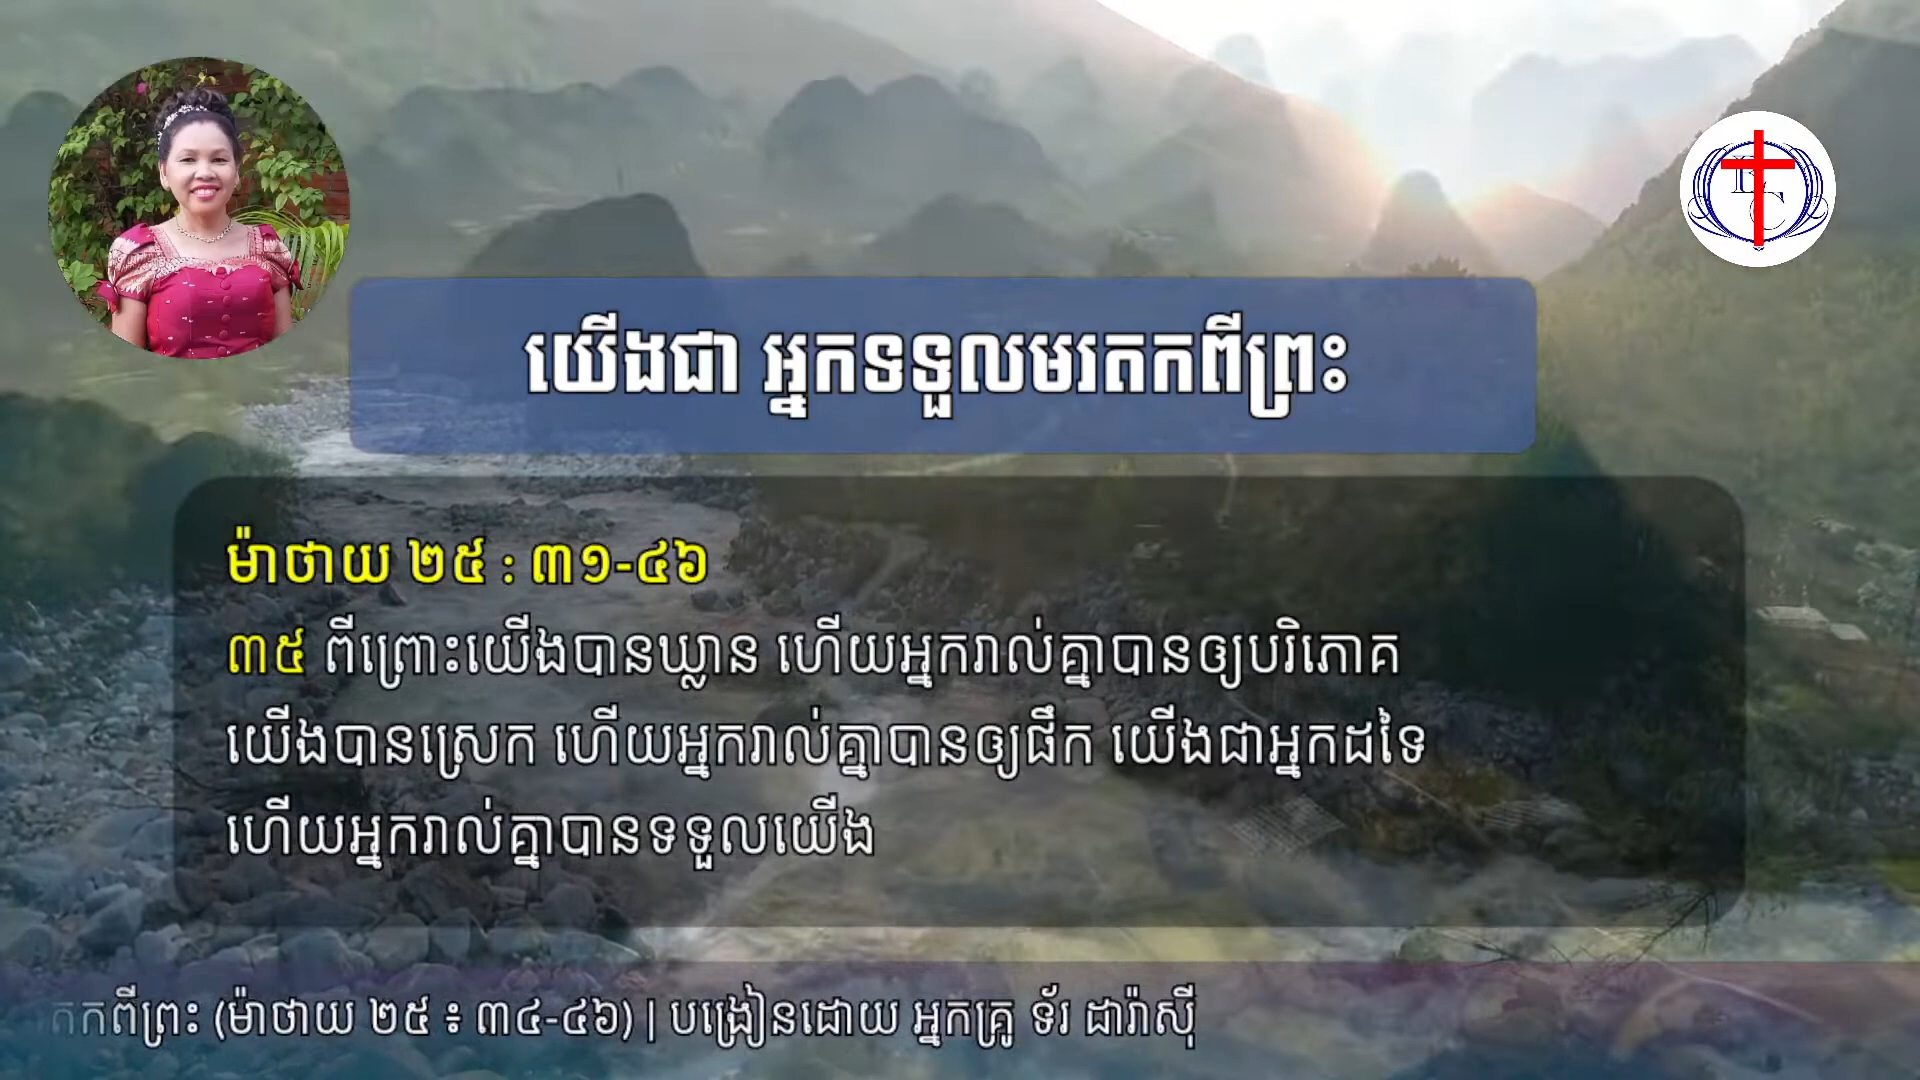 យើងជា អ្នកទទួលមរតកពីព្រះ
ម៉ាថាយ ២៥ : ៣១-៤៦
៣៥ ពីព្រោះយើងបានឃ្លាន ហើយអ្នករាល់គ្នាបានឲ្យបរិភោគ
យើងបានស្រេក ហើយអ្នករាល់គ្នាបានឲ្យផឹក យើងជាអ្នកដទៃ
ហើយអ្នករាល់គ្នាបានទទួលយើង
តកពីព្រះ (ម៉ាថាយ ២៥ ៖ ៣៤-៤៦) | បង្រៀនដោយ អ្នកគ្រូ ទ័រ ដារ៉ាស៊ី